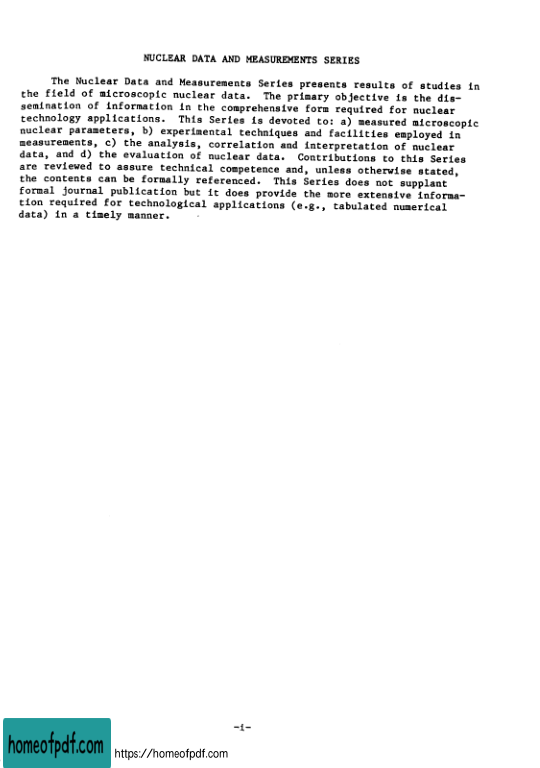 NUCLEAR DATA AND MEASUREMENTS SERIES
The Nuclear Data and Measurements Series presents results of studies in
the field of microscopic nuclear data. The primary objective is the dis-
semination of information in the comprehensive form required for nuclear
technology applications. This Series is devoted to: a) measured microscopic
nuclear parameters, b) experimental techniques and facilities employed in
measurements, c) the analysis, correlation and interpretation of nuclear
data, and d) the evaluation of nuclear data. Contributions to this Series
are reviewed to assure technical competence and, unless otherwise stated,
the contents can be formally referenced. This Series does not supplant
formal journal publication but it does provide the more extensive informa-
tion required for technological applications (e.g., tabulated numerical
data) in a timely manner.
-i-
homeofpdf.com
https://homeofpdf.com